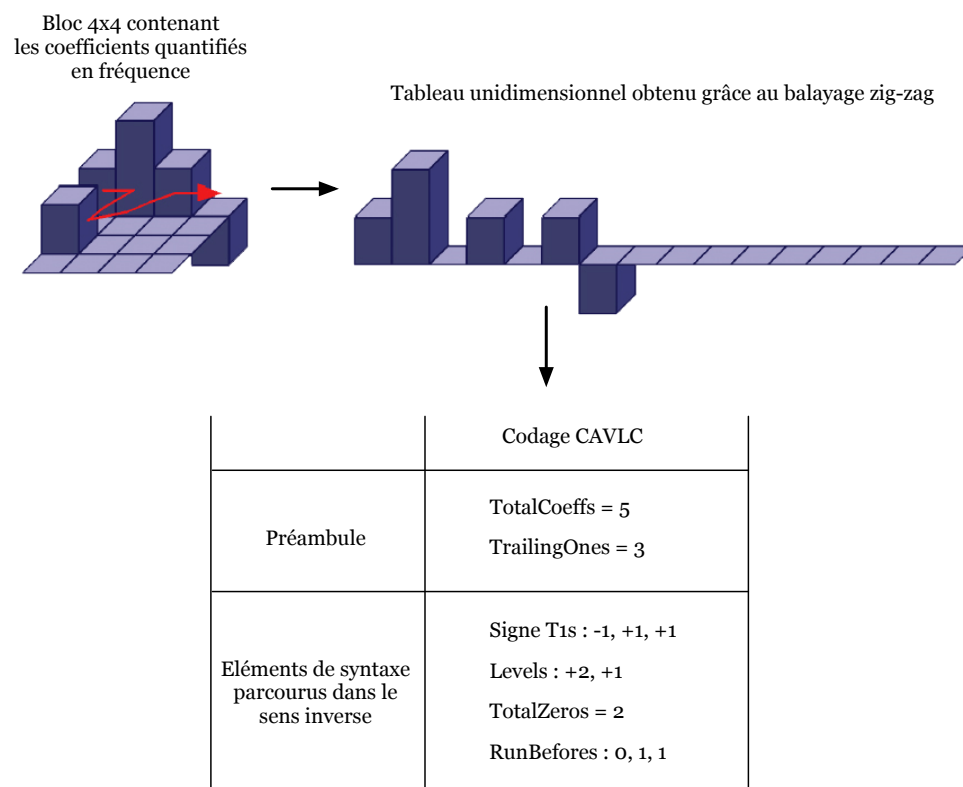 Bloc 4x4 contenant
les coefficients quantifiés
en fréquence
Tableau unidimensionnel obtenu grâce au balayage zig-zag
Codage CAVLC
Préambule
TotalCoeffs = 5
TrailingOnes = 3
Eléments de syntaxe
parcourus dans le
sens inverse
Signe T1s : -1, +1, +1
Levels : +2, +1
TotalZeros = 2
RunBefores : 0, 1, 1